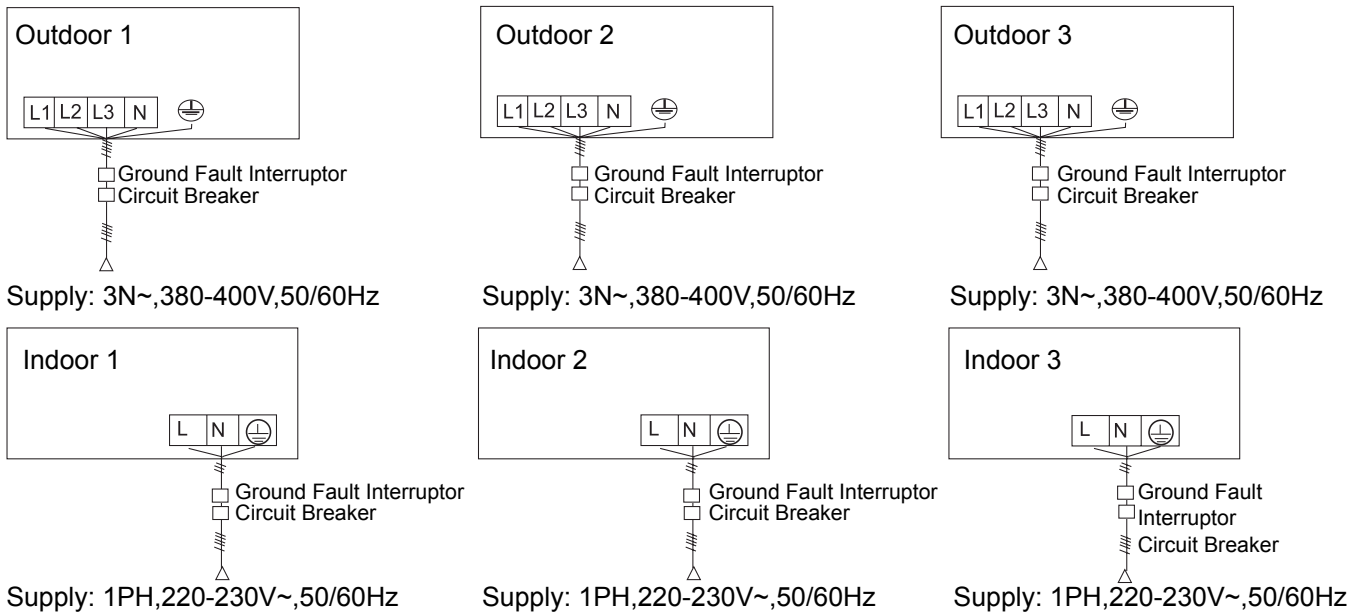 Outdoor 1
L1 L2 L3 N
Ground Fault Interruptor
Circuit Breaker
Supply: 3N~,380-400V,50/60Hz
Outdoor 2
L1 L2 L3 N
Ground Fault Interruptor
Circuit Breaker
Supply: 3N~,380-400V,50/60Hz
Outdoor 3
L1 L2 L3 N
Ground Fault Interruptor
Circuit Breaker
Supply: 3N~,380-400V,50/60Hz
Indoor 1
L N
Ground Fault Interruptor
Circuit Breaker
Supply: 1PH,220-230V~,50/60Hz
Indoor 2
L N
Ground Fault Interruptor
Circuit Breaker
Supply: 1PH,220-230V~,50/60Hz
Indoor 3
L N
Ground Fault
Interruptor
Circuit Breaker
Supply: 1PH,220-230V~,50/60Hz